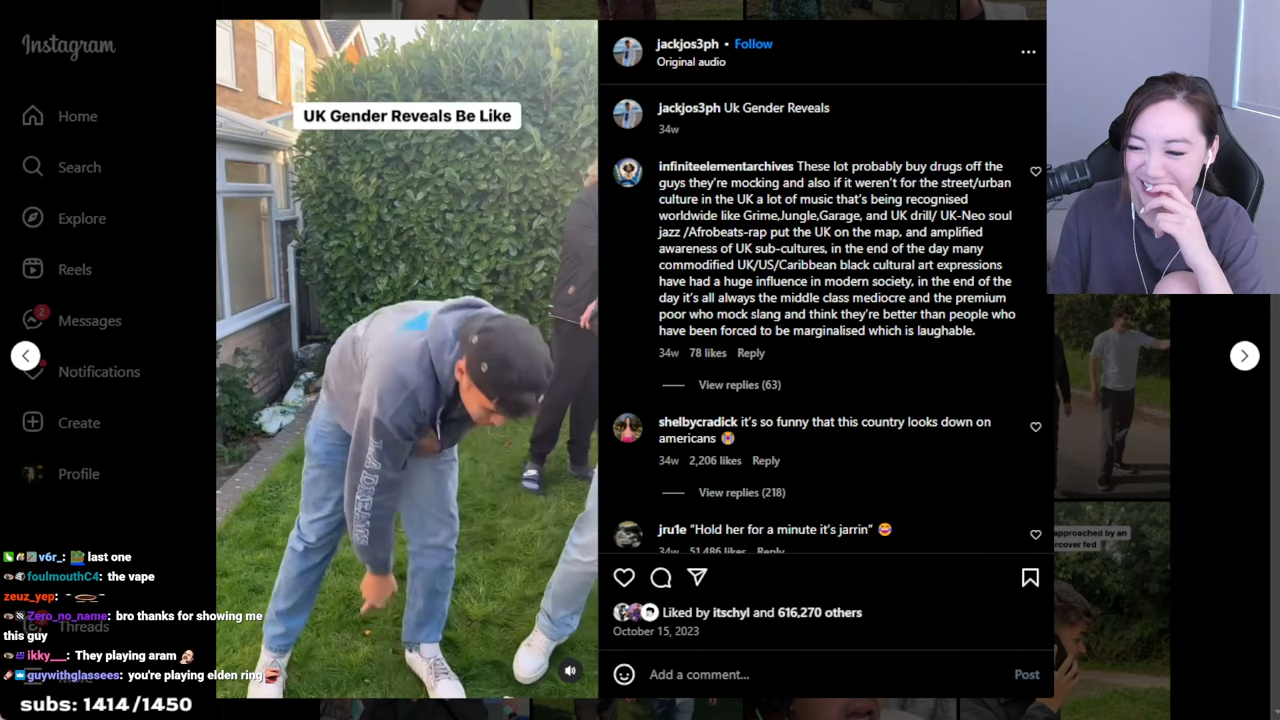 Instagram
Home
Search
Explore
Reels
2
Messages
Notifications
Create
Profile
Threads
UK Gender Reveals Be Like
jackjos3ph • Follow
Original audio
jackjos3ph Uk Gender Reveals
34w
infiniteelementarchives These lot probably buy drugs off the
guys they're mocking and also if it weren't for the street/urban
culture in the UK a lot of music that's being recognised
worldwide like Grime,Jungle,Garage, and UK drill/ UK-Neo soul
jazz /Afrobeats-rap put the UK on the map, and amplified
awareness of UK sub-cultures, in the end of the day many
commodified UK/US/Caribbean black cultural art expressions
have had a huge influence in modern society, in the end of the
day it's all always the middle class mediocre and the premium
poor who mock slang and think they're better than people who
have been forced to be marginalised which is laughable.
34w 78 likes Reply
View replies (63)
shelbycradick it's so funny that this country looks down on
americans 😭
34w 2,206 likes Reply
View replies (218)
jru1e "Hold her for a minute it's jarrin" 😂
34w 51,486 likes Reply
Liked by itschyl and 616,270 others
October 15, 2023
Add a comment...
Post
v6r_: last one
foulmouthC4: the vape
zeuz_yep:
Zero_no_name: bro thanks for showing me
this guy
ikky___: They playing aram
guywithglassees: you're playing elden ring
subs: 1414/1450
approached by an